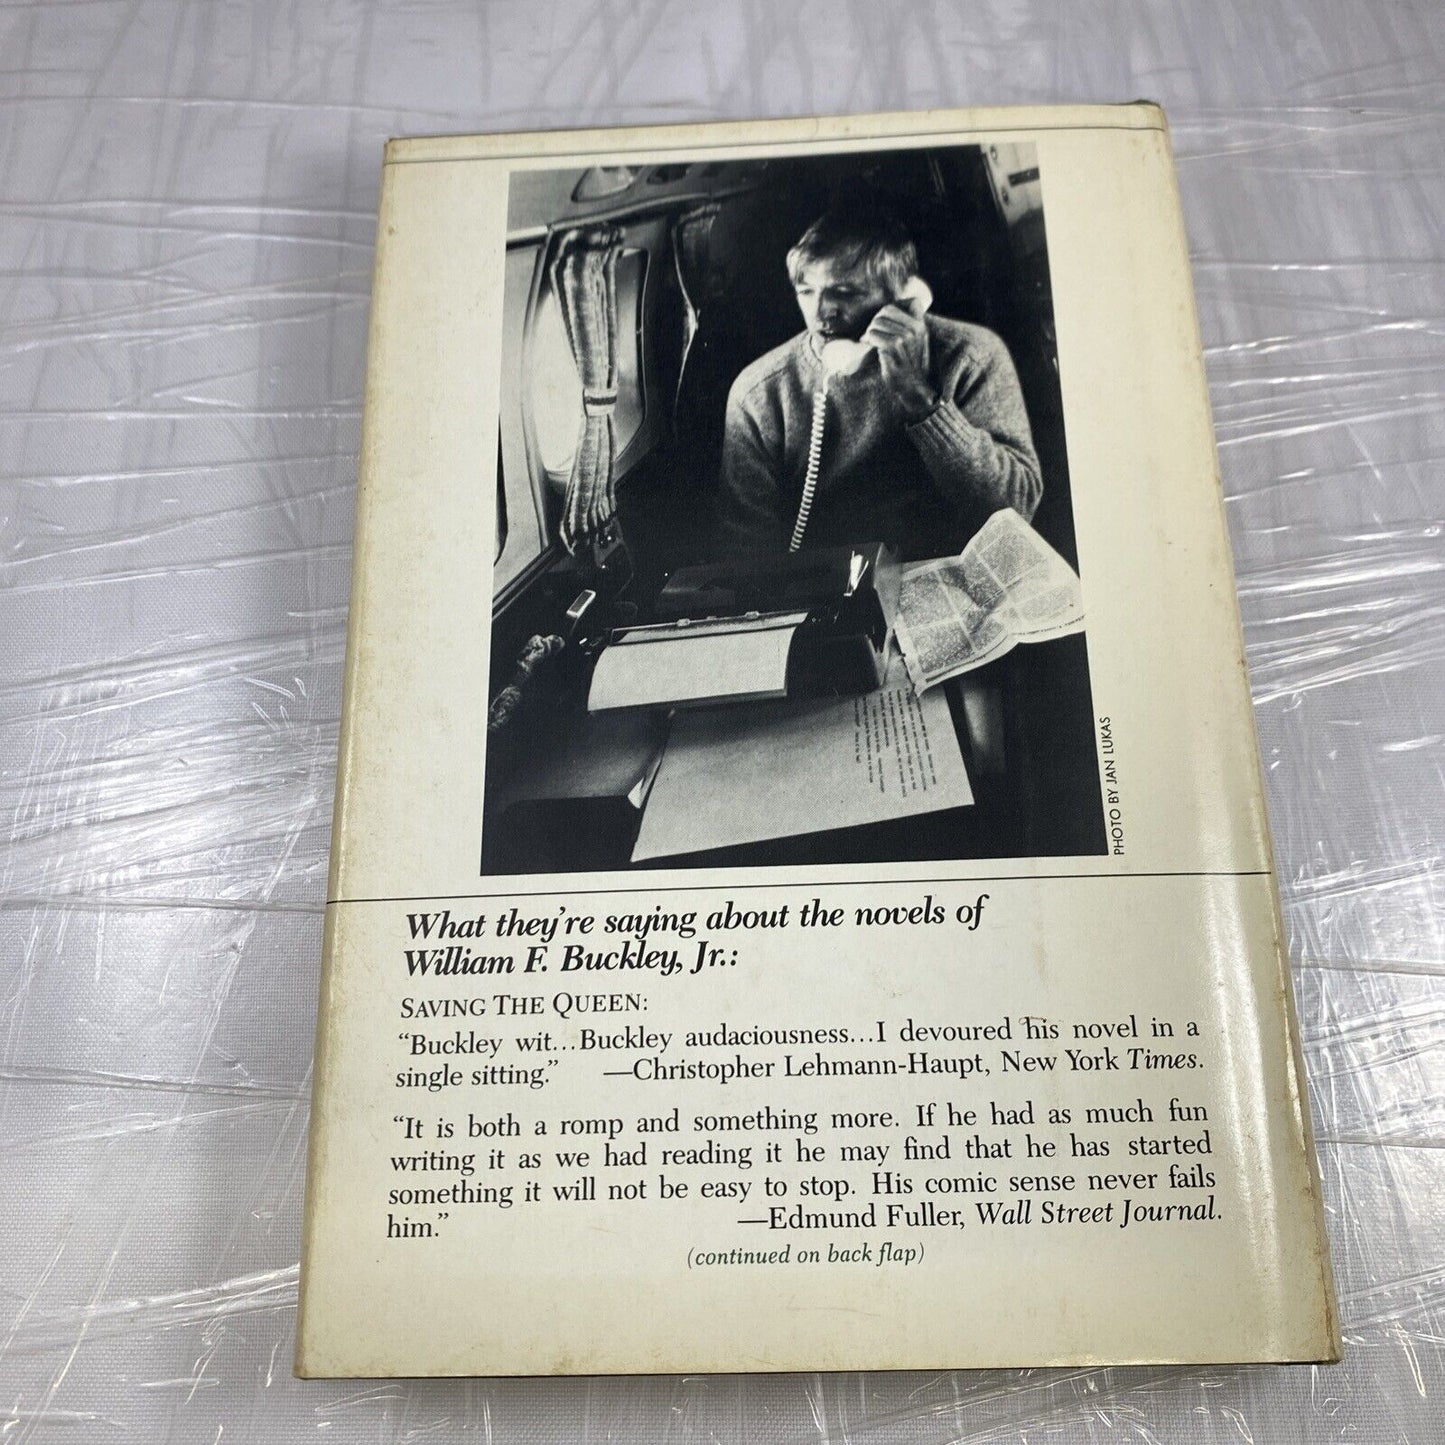 PHOTO BY JAN LUKAS
What they're saying about the novels of
William F. Buckley, Jr.:
SAVING THE QUEEN:
“Buckley wit...Buckley audaciousness...I devoured his novel in a
single sitting.” —Christopher Lehmann-Haupt, New York Times.
“It is both a romp and something more. If he had as much fun
writing it as we had reading it he may find that he has started
something it will not be easy to stop. His comic sense never fails
him.” —Edmund Fuller, Wall Street Journal.
(continued on back flap)